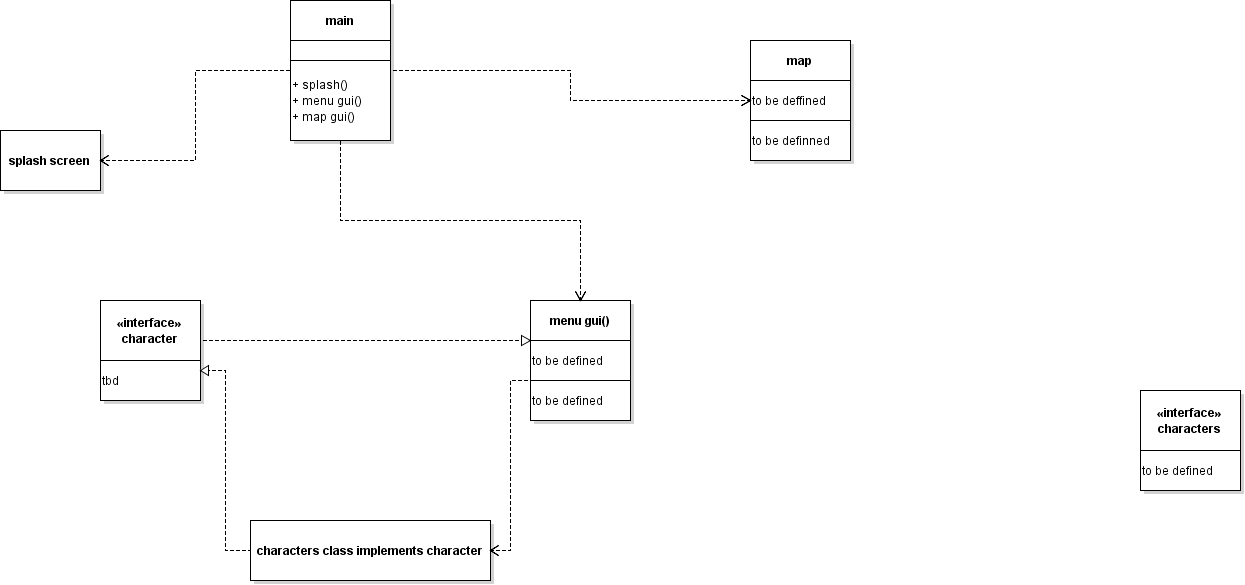 main
+ splash()
+ menu gui()
+ map gui()
map
to be deffined
to be definned
splash screen
«interface»
character
tbd
menu gui()
to be defined
to be defined
«interface»
characters
to be defined
characters class implements character